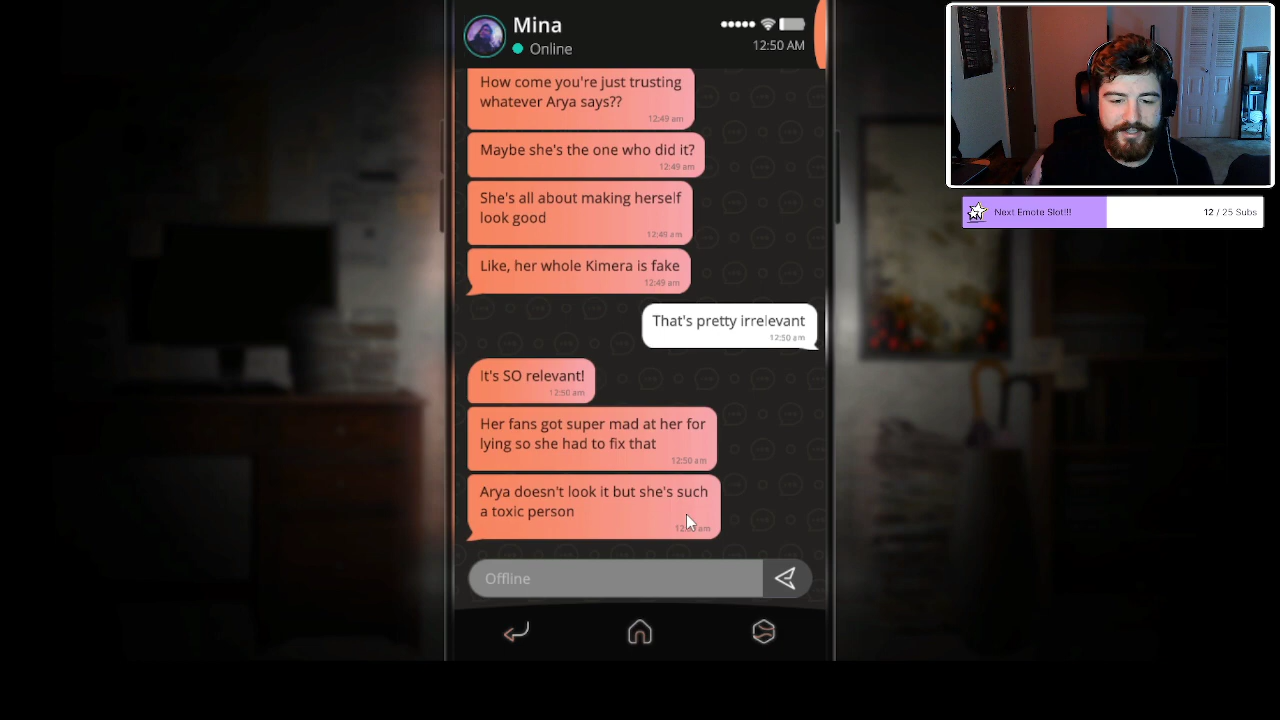 Mina
Online
12:50 AM
How come you're just trusting
whatever Arya says??
12:49 am
Maybe she's the one who did it?
12:49 am
She's all about making herself
look good
12:49 am
Like, her whole Kimera is fake
12:49 am
That's pretty irrelevant
12:50 am
It's SO relevant!
12:50 am
Her fans got super mad at her for
lying so she had to fix that
12:50 am
Arya doesn't look it but she's such
a toxic person
am
Offline
Next Emote Slot!!!
12 / 25 Subs